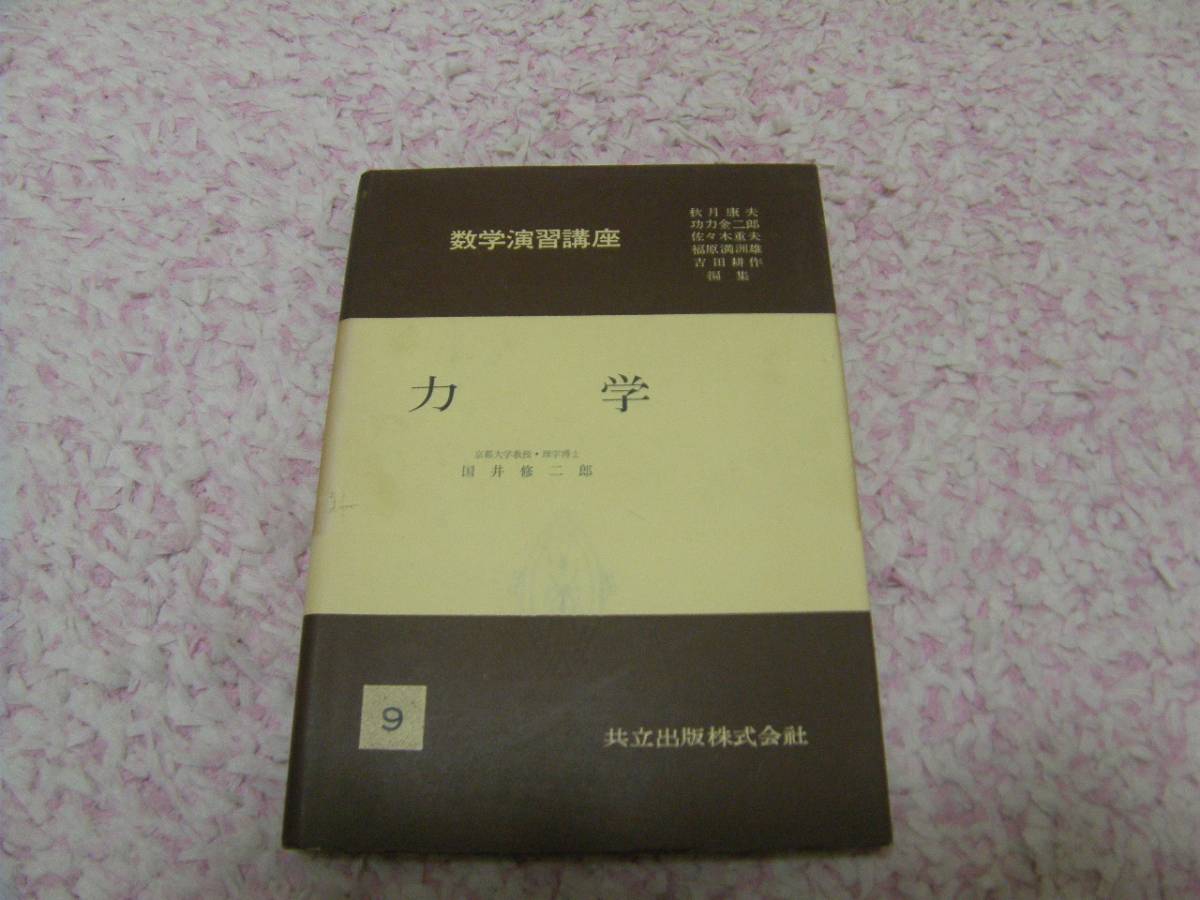 数学演習講座
秋月康夫
功力金二郎
佐々木重夫
福原満洲雄
吉田耕作
編集
力学
京都大学教授・理学博士
国井修二郎
9
共立出版株式会社